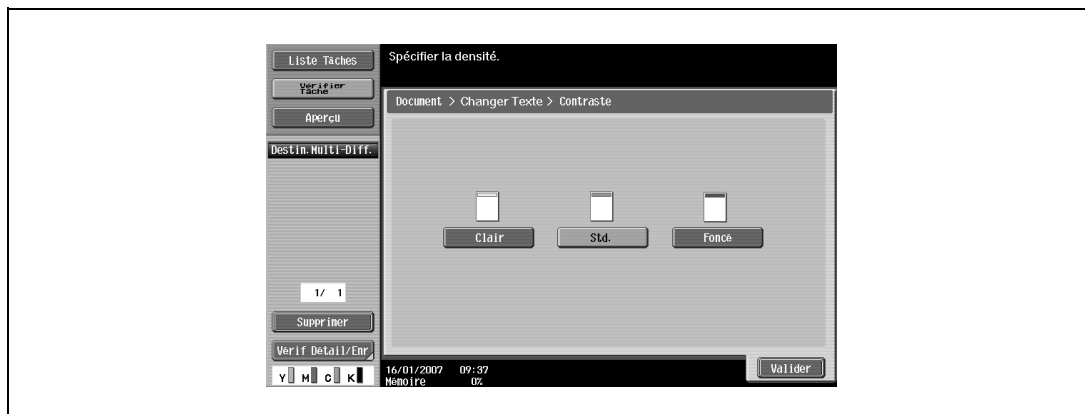 Liste Tâches
Vérifier
Tâche
Aperçu
Destin.Multi-Diff.
1/ 1
Supprimer
Vérif Détail/Enr
Y M C K
Spécifier la densité.
Document > Changer Texte > Contraste
Clair
Std.
Foncé
16/01/2007 09:37
Mémoire 0%
Valider